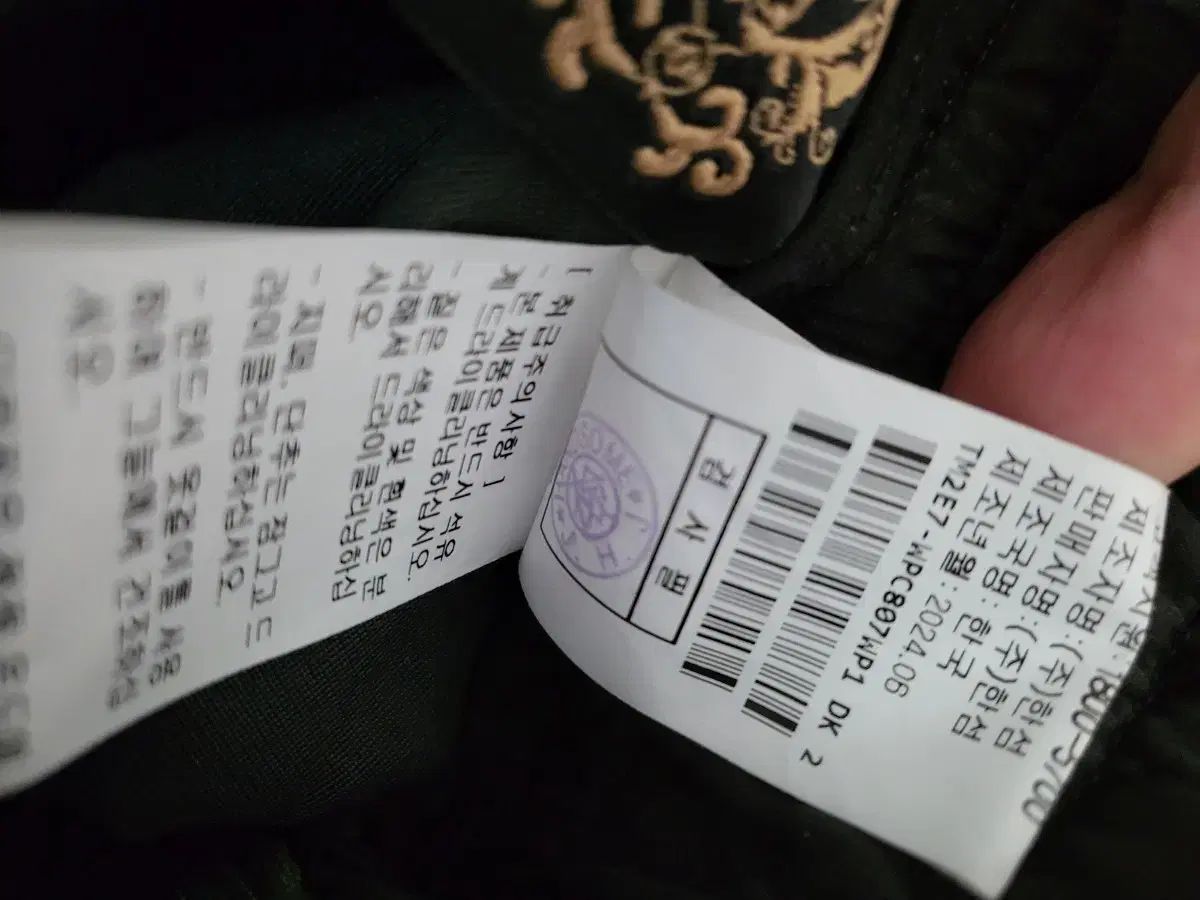 [ 취급주의사항 ]
- 본 제품은 반드시 석유
계 드라이클리닝하십시오.
- 짙은 색상 및 흰색은 분
리해서 드라이클리닝하십
시오.
- 지퍼, 단추는 잠그고 드
라이클리닝하십시오.
- 반드시 옷걸이를 사용
하여 그늘에서 건조하십
시오.
제조자명:(주)한섬
판매자명:(주)한섬
제조국명:한국
제조년월:2024.06
TM2E7-WPC807WP1 DK 2
검사필